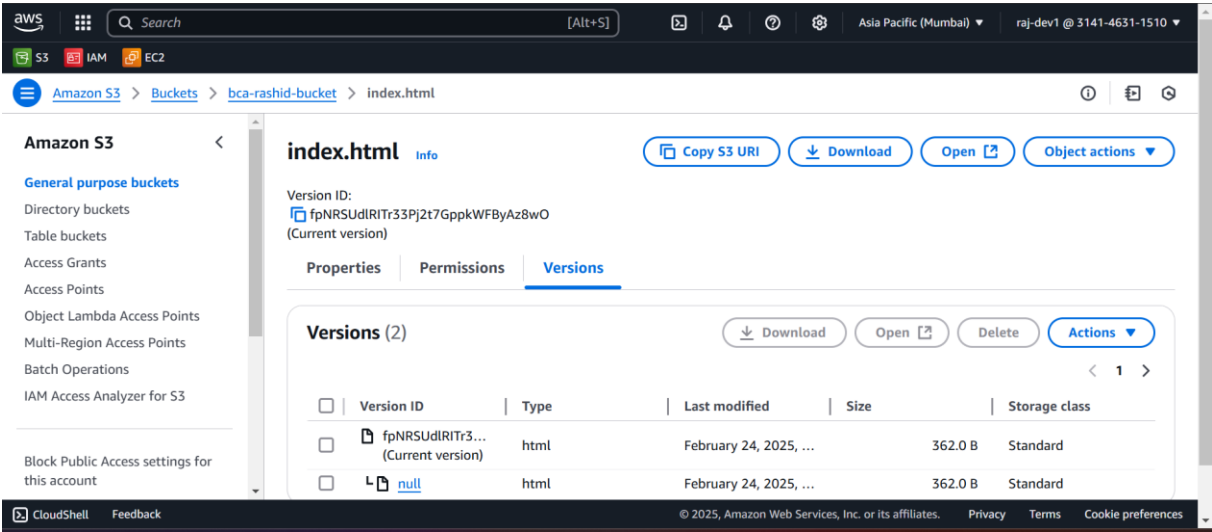 aws Search [Alt+S] Asia Pacific (Mumbai) ▼ raj-dev1 @ 3141-4631-1510 ▼
S3 IAM EC2
Amazon S3 > Buckets > bca-rashid-bucket > index.html
Amazon S3
General purpose buckets
Directory buckets
Table buckets
Access Grants
Access Points
Object Lambda Access Points
Multi-Region Access Points
Batch Operations
IAM Access Analyzer for S3
Block Public Access settings for
this account
index.html Info
Copy S3 URI Download Open Object actions ▼
Version ID:
fpNRSUdlRITr33Pj2t7GppkWFByAz8wO
(Current version)
Properties Permissions Versions
Versions (2) Download Open Delete Actions ▼
< 1 >
Version ID Type Last modified Size Storage class
fpNRSUdlRITr3... html February 24, 2025, ... 362.0 B Standard
(Current version)
null html February 24, 2025, ... 362.0 B Standard
CloudShell Feedback © 2025, Amazon Web Services, Inc. or its affiliates. Privacy Terms Cookie preferences